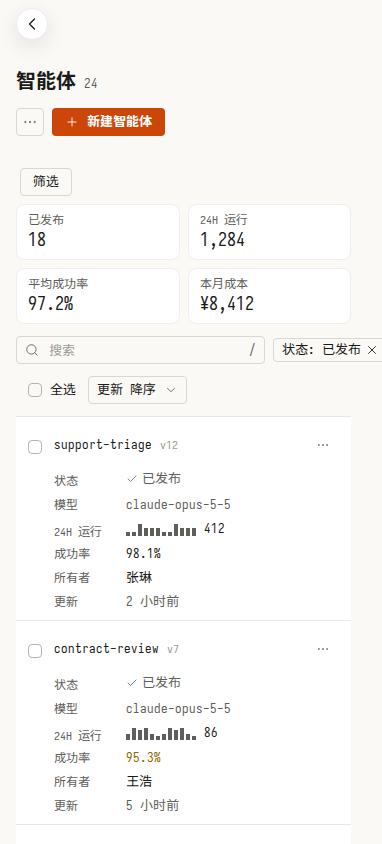 智能体 24
··· + 新建智能体
筛选
已发布
18
24H 运行
1,284
平均成功率
97.2%
本月成本
¥8,412
搜索 /
状态: 已发布 ×
全选 更新 降序
support-triage v12 ···
状态 已发布
模型 claude-opus-5-5
24H 运行 412
成功率 98.1%
所有者 张琳
更新 2 小时前
contract-review v7 ···
状态 已发布
模型 claude-opus-5-5
24H 运行 86
成功率 95.3%
所有者 王浩
更新 5 小时前